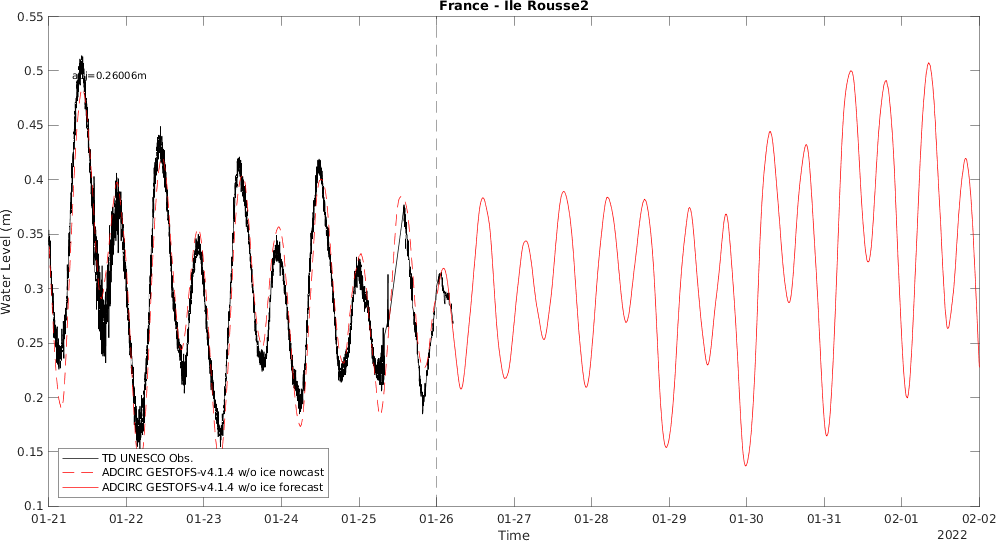 France - Ile Rousse2
0.55
0.5
0.45
0.4
0.35
0.3
0.25
0.2
0.15
0.1
Water Level (m)
=0.26006m
TD UNESCO Obs.
ADCIRC GESTOFS-v4.1.4 w/o ice nowcast
ADCIRC GESTOFS-v4.1.4 w/o ice forecast
01-21 01-22 01-23 01-24 01-25 01-26 01-27 01-28 01-29 01-30 01-31 02-01 02-02
Time
2022